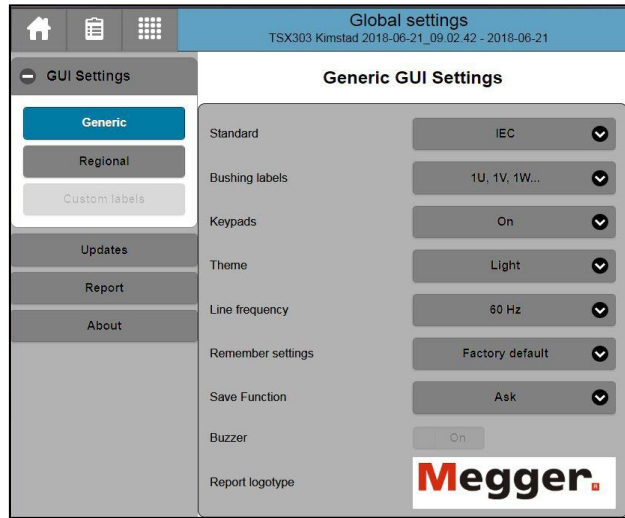 Global settings
TSX303 Kimstad 2018-06-21_09.02.42 - 2018-06-21
GUI Settings
Generic
Regional
Custom labels
Updates
Report
About
Generic GUI Settings
Standard IEC
Bushing labels 1U, 1V, 1W...
Keypads On
Theme Light
Line frequency 60 Hz
Remember settings Factory default
Save Function Ask
Buzzer On
Report logotype Megger.